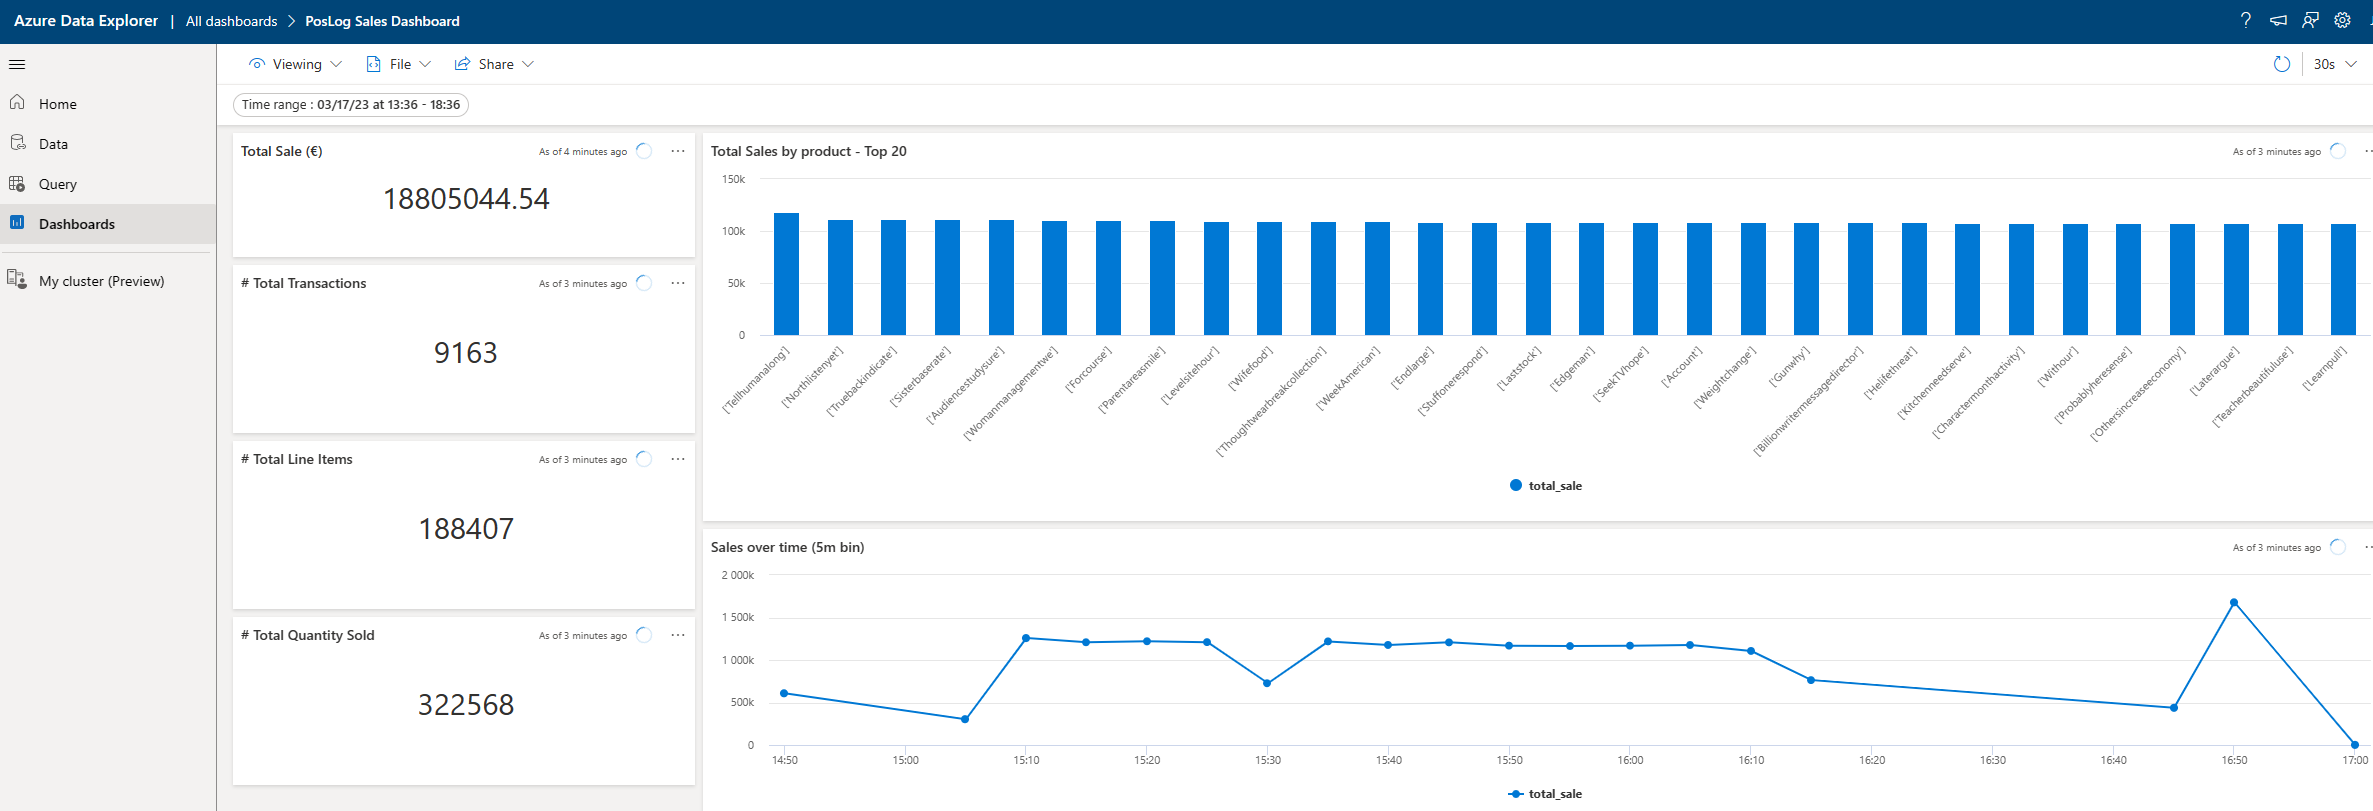 Azure Data Explorer | All dashboards > PosLog Sales Dashboard
Viewing File Share 30s
Time range : 03/17/23 at 13:36 - 18:36
Home
Data
Query
Dashboards
My cluster (Preview)
Total Sale (€) As of 4 minutes ago
18805044.54
# Total Transactions As of 3 minutes ago
9163
# Total Line Items As of 3 minutes ago
188407
# Total Quantity Sold As of 3 minutes ago
322568
Total Sales by product - Top 20 As of 3 minutes ago
150k
100k
50k
0
['Tellhumanalong']
['Northlistenyet']
['Truebackindicate']
['Sisterbaserate']
['Audiencestudysure']
['Womanmanagementwe']
['Forcourse']
['Parentareasmile']
['Levelsitehour']
['Wifefood']
['Thoughtwearbreakcollection']
['WeekAmerican']
['Endlarge']
['Stuffonerespond']
['Laststock']
['Edgeman']
['SeekTVhope']
['Account']
['Weightchange']
['Gunwhy']
['Billionwritermessagedirector']
['Helifethreat']
['Kitchenneedserve']
['Charactermonthactivity']
['Withour']
['Probablyheresense']
['Othersincreaseeconomy']
['Laterargue']
['Teacherbeautifuluse']
['Learnpull']
total_sale
Sales over time (5m bin) As of 3 minutes ago
2 000k
1 500k
1 000k
500k
0
14:50 15:00 15:10 15:20 15:30 15:40 15:50 16:00 16:10 16:20 16:30 16:40 16:50 17:00
total_sale